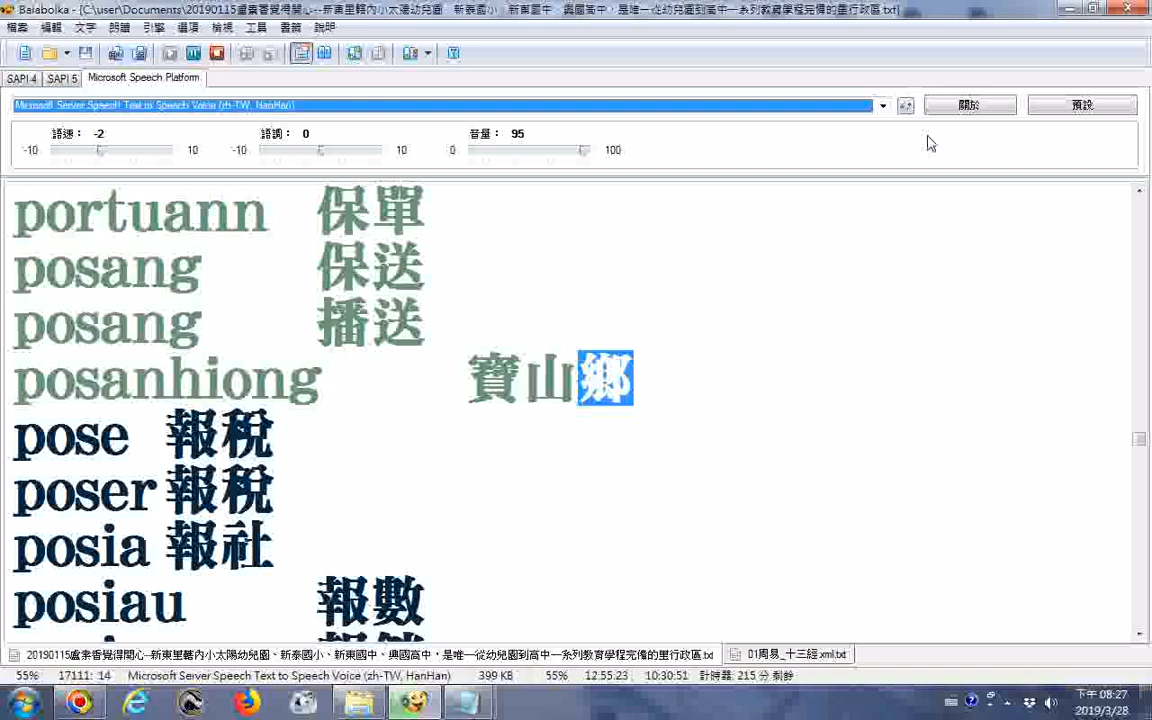 Balabolka - [C:\user\Documents\20190115盧素香覺得開心--新東里轄內小太陽幼兒園、新泰國小、新東國中、興國高中，是唯一從幼兒園到高中一系列教育學程完備的里行政區.txt]
檔案 編輯 文字 朗讀 引擎 選項 檢視 工具 書籤 說明
SAPI 4 SAPI 5 Microsoft Speech Platform
Microsoft Server Speech Text to Speech Voice (zh-TW, HanHan) 關於 預設
語速： -2 語調： 0 音量： 95
-10 10 -10 10 0 100
portuann 保單
posang 保送
posang 播送
posanhiong 寶山鄉
pose 報稅
poser 報稅
posia 報社
posiau 報數
20190115盧素香覺得開心--新東里轄內小太陽幼兒園、新泰國小、新東國中、興國高中，是唯一從幼兒園到高中一系列教育學程完備的里行政區.txt 01周易_十三經.xml.txt
55% 17111: 14 Microsoft Server Speech Text to Speech Voice (zh-TW, HanHan) 399 KB 55% 12:55:23 10:30:51 計時器: 215 分 剩餘
下午 08:27
2019/3/28